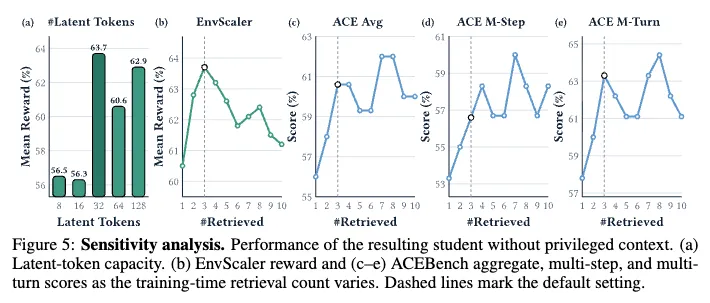 (a) #Latent Tokens
Mean Reward (%)
64
62
60
58
56
56.5
56.3
63.7
60.6
62.9
8 16 32 64 128
Latent Tokens
(b) EnvScaler
Mean Reward (%)
64
63
62
61
60
1 2 3 4 5 6 7 8 9 10
#Retrieved
(c) ACE Avg
Score (%)
63
61
59
57
55
1 2 3 4 5 6 7 8 9 10
#Retrieved
(d) ACE M-Step
Score (%)
61
59
57
55
53
1 2 3 4 5 6 7 8 9 10
#Retrieved
(e) ACE M-Turn
Score (%)
65
63
61
59
57
1 2 3 4 5 6 7 8 9 10
#Retrieved
Figure 5: Sensitivity analysis. Performance of the resulting student without privileged context. (a)
Latent-token capacity. (b) EnvScaler reward and (c–e) ACEBench aggregate, multi-step, and multi-
turn scores as the training-time retrieval count varies. Dashed lines mark the default setting.